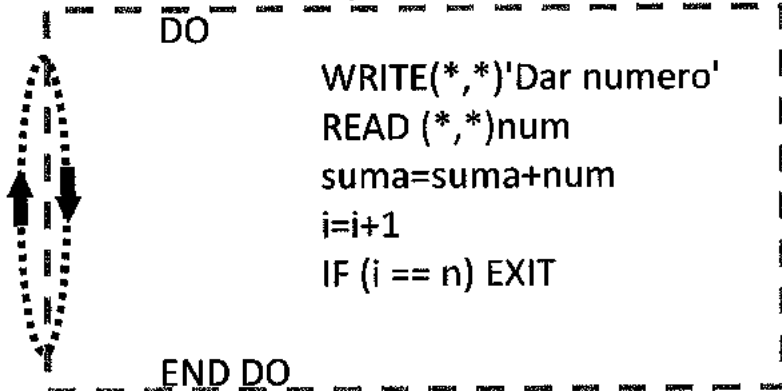 DO
WRITE(*,*)'Dar numero'
READ (*,*)num
suma=suma+num
i=i+1
IF (i == n) EXIT
END DO